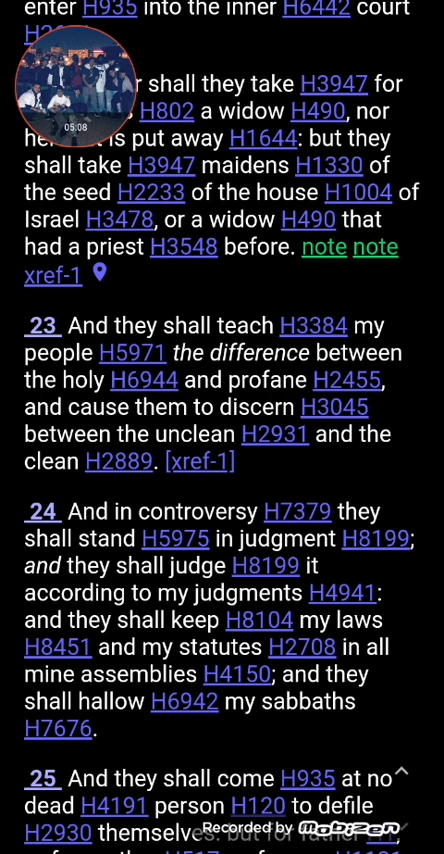 enter H935 into the inner H6442 court
05:08
shall they take H3947 for
H802 a widow H490, nor
is put away H1644: but they
shall take H3947 maidens H1330 of
the seed H2233 of the house H1004 of
Israel H3478, or a widow H490 that
had a priest H3548 before. note note
xref-1
23 And they shall teach H3384 my
people H5971 the difference between
the holy H6944 and profane H2455,
and cause them to discern H3045
between the unclean H2931 and the
clean H2889. [xref-1]
24 And in controversy H7379 they
shall stand H5975 in judgment H8199;
and they shall judge H8199 it
according to my judgments H4941:
and they shall keep H8104 my laws
H8451 and my statutes H2708 in all
mine assemblies H4150; and they
shall hallow H6942 my sabbaths
H7676.
25 And they shall come H935 at no
dead H4191 person H120 to defile
H2930 themselves: but for father
Recorded by Mobizen